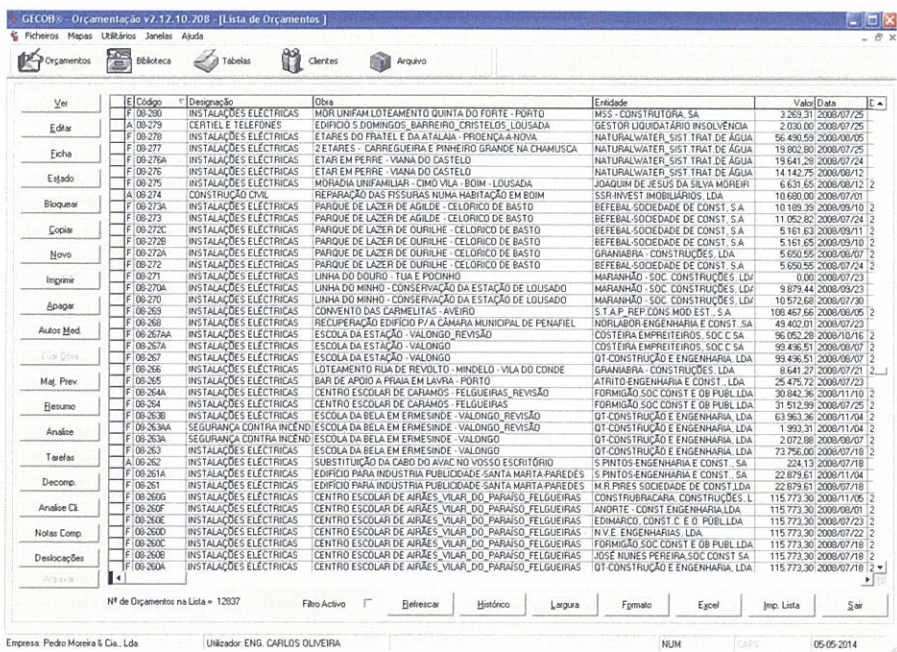 GECOB® - Orçamentação v2.12.10.208 - [Lista de Orçamentos ]
Ficheiros Mapas Utilitários Janelas Ajuda
Orçamentos Biblioteca Tabelas Clientes Arquivo
E Código Designação Obra Entidade Valor Data
F 08-280 INSTALAÇÕES ELÉCTRICAS MOR.UNIFAM.LOTEAMENTO QUINTA DO FORTE - PORTO MSS - CONSTRUTORA, SA 3.269,31 2008/07/25
A 08-279 CERTIEL E TELEFONES EDIFICIO S.DOMINGOS_BARREIRO_CRISTELOS_LOUSADA GESTOR LIQUIDATÁRIO INSOLVÊNCIA 2.030,00 2008/07/25
F 08-278 INSTALAÇÕES ELÉCTRICAS ETARES DO FRATEL E DA ATALAIA - PROENÇA-A-NOVA NATURALWATER_SIST.TRAT.DE ÁGUA 56.490,59 2008/08/05
F 08-277 INSTALAÇÕES ELÉCTRICAS 2 ETARES - CARREGUEIRA E PINHEIRO GRANDE NA CHAMUSCA NATURALWATER_SIST.TRAT.DE ÁGUA 19.802,80 2008/07/25
F 08-276A INSTALAÇÕES ELÉCTRICAS ETAR EM PERRE - VIANA DO CASTELO NATURALWATER_SIST.TRAT.DE ÁGUA 19.641,28 2008/07/24
F 08-276 INSTALAÇÕES ELÉCTRICAS ETAR EM PERRE - VIANA DO CASTELO NATURALWATER_SIST.TRAT.DE ÁGUA 14.142,75 2008/08/12
F 08-275 INSTALAÇÕES ELÉCTRICAS MORADIA UNIFAMILIAR - CIMO VILA - BOIM - LOUSADA JOAQUIM DE JESUS DA SILVA MOREIR 6.631,65 2008/08/12 2
A 08-274 CONSTRUÇÃO CIVIL REPARAÇÃO DAS FISSURAS NUMA HABITAÇÃO EM BOIM SSR-INVEST.IMOBILIÁRIOS, LDA 10.680,00 2008/07/01
F 08-273A INSTALAÇÕES ELÉCTRICAS PARQUE DE LAZER DE AGILDE - CELORICO DE BASTO BEFEBAL-SOCIEDADE DE CONST., S.A 10.189,39 2008/09/10 2
F 08-273 INSTALAÇÕES ELÉCTRICAS PARQUE DE LAZER DE AGILDE - CELORICO DE BASTO BEFEBAL-SOCIEDADE DE CONST., S.A 11.052,82 2008/07/24 2
F 08-272C INSTALAÇÕES ELÉCTRICAS PARQUE DE LAZER DE OURILHE - CELORICO DE BASTO BEFEBAL-SOCIEDADE DE CONST., S.A 5.161,63 2008/09/11 2
F 08-272B INSTALAÇÕES ELÉCTRICAS PARQUE DE LAZER DE OURILHE - CELORICO DE BASTO BEFEBAL-SOCIEDADE DE CONST., S.A 5.161,65 2008/09/10 2
F 08-272A INSTALAÇÕES ELÉCTRICAS PARQUE DE LAZER DE OURILHE - CELORICO DE BASTO GRANIABRA - CONSTRUÇÕES, LDA 5.650,55 2008/08/07 2
F 08-272 INSTALAÇÕES ELÉCTRICAS PARQUE DE LAZER DE OURILHE - CELORICO DE BASTO BEFEBAL-SOCIEDADE DE CONST., S.A 5.650,55 2008/07/24 2
F 08-271 INSTALAÇÕES ELÉCTRICAS LINHA DO DOURO - TUA E POCINHO MARANHÃO - SOC. CONSTRUÇÕES, LDA 0,00 2008/07/23
F 08-270A INSTALAÇÕES ELÉCTRICAS LINHA DO MINHO - CONSERVAÇÃO DA ESTAÇÃO DE LOUSADO MARANHÃO - SOC. CONSTRUÇÕES, LDA 9.879,44 2008/09/23
F 08-270 INSTALAÇÕES ELÉCTRICAS LINHA DO MINHO - CONSERVAÇÃO DA ESTAÇÃO DE LOUSADO MARANHÃO - SOC. CONSTRUÇÕES, LDA 10.572,68 2008/07/30
F 08-269 INSTALAÇÕES ELÉCTRICAS CONVENTO DAS CARMELITAS - AVEIRO S.T.A.P_REP.CONS.MOD.EST., S.A 108.467,66 2008/08/05 2
F 08-268 INSTALAÇÕES ELÉCTRICAS RECUPERAÇÃO EDIFÍCIO P/ A CÂMARA MUNICIPAL DE PENAFIEL NORLABOR-ENGENHARIA E CONST.,SA 49.402,01 2008/07/23
F 08-267AA INSTALAÇÕES ELÉCTRICAS ESCOLA DA ESTAÇÃO - VALONGO_REVISÃO COSTEIRA EMPREITEIROS, SOC.C.SA 96.052,28 2008/10/16 2
F 08-267A INSTALAÇÕES ELÉCTRICAS ESCOLA DA ESTAÇÃO - VALONGO COSTEIRA EMPREITEIROS, SOC.C.SA 99.436,51 2008/08/07 2
F 08-267 INSTALAÇÕES ELÉCTRICAS ESCOLA DA ESTAÇÃO - VALONGO QT-CONSTRUÇÃO E ENGENHARIA, LDA 99.436,51 2008/08/07 2
F 08-266 INSTALAÇÕES ELÉCTRICAS LOTEAMENTO RUA DE REVOLTO - MINDELO - VILA DO CONDE GRANIABRA - CONSTRUÇÕES, LDA 8.641,27 2008/07/21 2
F 08-265 INSTALAÇÕES ELÉCTRICAS BAR DE APOIO A PRAIA EM LAVRA - PORTO ATRITO-ENGENHARIA E CONST., LDA 25.475,72 2008/07/23
F 08-264A INSTALAÇÕES ELÉCTRICAS CENTRO ESCOLAR DE CARAMOS - FELGUEIRAS_REVISÃO FORMIGÃO,SOC CONST E OB PUBL.LDA 30.842,36 2008/11/10 2
F 08-264 INSTALAÇÕES ELÉCTRICAS CENTRO ESCOLAR DE CARAMOS - FELGUEIRAS FORMIGÃO,SOC CONST E OB PUBL.LDA 31.512,99 2008/07/25 2
F 08-263B INSTALAÇÕES ELÉCTRICAS ESCOLA DA BELA EM ERMESINDE - VALONGO_REVISÃO QT-CONSTRUÇÃO E ENGENHARIA, LDA 63.963,36 2008/11/04 2
F 08-263AA SEGURANÇA CONTRA INCÊND ESCOLA DA BELA EM ERMESINDE - VALONGO_REVISÃO QT-CONSTRUÇÃO E ENGENHARIA, LDA 1.993,31 2008/11/04 2
F 08-263A SEGURANÇA CONTRA INCÊND ESCOLA DA BELA EM ERMESINDE - VALONGO QT-CONSTRUÇÃO E ENGENHARIA, LDA 2.072,88 2008/08/07 2
F 08-263 INSTALAÇÕES ELÉCTRICAS ESCOLA DA BELA EM ERMESINDE - VALONGO QT-CONSTRUÇÃO E ENGENHARIA, LDA 73.756,00 2008/08/07 2
A 08-262 INSTALAÇÕES ELÉCTRICAS SUBSTITUIÇÃO DA CABO DO AVAC NO VOSSO ESCRITÓRIO S.PINTOS-ENGENHARIA E CONST., SA 224,13 2008/07/18
F 08-261A INSTALAÇÕES ELÉCTRICAS EDIFÍCIO PARA INDUSTRIA PUBLICIDADE-SANTA MARTA-PAREDES S.PINTOS-ENGENHARIA E CONST., SA 22.879,61 2008/11/04
F 08-261 INSTALAÇÕES ELÉCTRICAS EDIFÍCIO PARA INDUSTRIA PUBLICIDADE-SANTA MARTA-PAREDES M.R.PIRES SOCIEDADE DE CONST,LDA 22.879,61 2008/07/18
F 08-260G INSTALAÇÕES ELÉCTRICAS CENTRO ESCOLAR DE AIRÃES_VILAR_DO_PARAÍSO_FELGUEIRAS CONSTRUBRACARA, CONSTRUÇÕES, L 115.773,30 2008/11/05 2
F 08-260F INSTALAÇÕES ELÉCTRICAS CENTRO ESCOLAR DE AIRÃES_VILAR_DO_PARAÍSO_FELGUEIRAS ANORTE - CONST ENGENHARIA,LDA 115.773,30 2008/08/01 2
F 08-260E INSTALAÇÕES ELÉCTRICAS CENTRO ESCOLAR DE AIRÃES_VILAR_DO_PARAÍSO_FELGUEIRAS EDIMARCO, CONST. C. E O. PÚBL,LDA 115.773,30 2008/07/23 2
F 08-260D INSTALAÇÕES ELÉCTRICAS CENTRO ESCOLAR DE AIRÃES_VILAR_DO_PARAÍSO_FELGUEIRAS N.V.E. ENGENHARIAS, LDA. 115.773,30 2008/07/22 2
F 08-260C INSTALAÇÕES ELÉCTRICAS CENTRO ESCOLAR DE AIRÃES_VILAR_DO_PARAÍSO_FELGUEIRAS FORMIGÃO,SOC CONST E OB PUBL.LDA 115.773,30 2008/07/18 2
F 08-260B INSTALAÇÕES ELÉCTRICAS CENTRO ESCOLAR DE AIRÃES_VILAR_DO_PARAÍSO_FELGUEIRAS JOSÉ NUNES PEREIRA,SOC CONST SA 115.773,30 2008/07/18 2
F 08-260A INSTALAÇÕES ELÉCTRICAS CENTRO ESCOLAR DE AIRÃES_VILAR_DO_PARAÍSO_FELGUEIRAS QT-CONSTRUÇÃO E ENGENHARIA, LDA 115.773,30 2008/07/18 2
Ver
Editar
Ficha
Estado
Bloquear
Copiar
Novo
Imprimir
Apagar
Autos Med.
Mat. Prev.
Resumo
Analise
Tarefas
Decomp.
Analise Cli.
Notas Comp.
Deslocações
Arquivar
Nº de Orçamentos na Lista = 12837 Filtro Activo Refrescar Histórico Largura Formato Excel Imp. Lista Sair
Empresa: Pedro Moreira & Cia., Lda. Utilizador: ENG. CARLOS OLIVEIRA NUM CAPS 05-05-2014